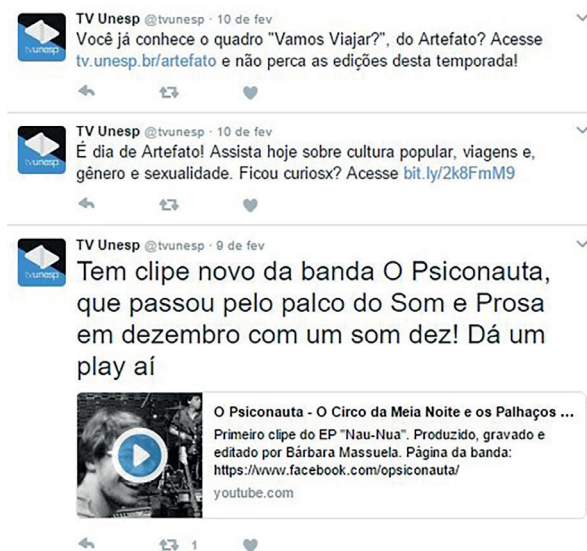 TV Unesp @tvunesp · 10 de fev
Você já conhece o quadro "Vamos Viajar?", do Artefato? Acesse
tv.unesp.br/artefato e não perca as edições desta temporada!
TV Unesp @tvunesp · 10 de fev
É dia de Artefato! Assista hoje sobre cultura popular, viagens e,
gênero e sexualidade. Ficou curiosx? Acesse bit.ly/2k8FmM9
TV Unesp @tvunesp · 9 de fev
Tem clipe novo da banda O Psiconauta,
que passou pelo palco do Som e Prosa
em dezembro com um som dez! Dá um
play aí
O Psiconauta - O Circo da Meia Noite e os Palhaços ...
Primeiro clipe do EP "Nau-Nua". Produzido, gravado e
editado por Bárbara Massuela. Página da banda:
https://www.facebook.com/opsiconauta/
youtube.com
1
tvunesp
tvunesp
tvunesp